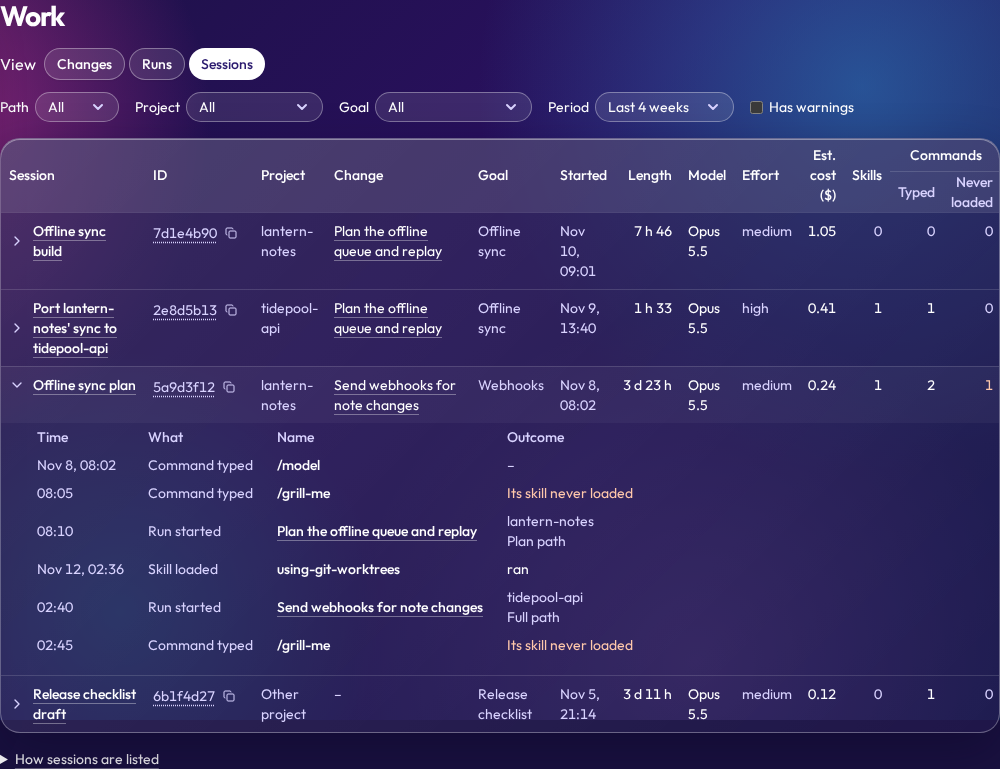 Work
View Changes Runs Sessions
Path All Project All Goal All Period Last 4 weeks Has warnings
Session ID Project Change Goal Started Length Model Effort Est. cost ($) Skills Commands
Typed Never loaded
Offline sync build 7d1e4b90 lantern-notes Plan the offline queue and replay Offline sync Nov 10, 09:01 7 h 46 Opus 5.5 medium 1.05 0 0 0
Port lantern-notes' sync to tidepool-api 2e8d5b13 tidepool-api Plan the offline queue and replay Offline sync Nov 9, 13:40 1 h 33 Opus 5.5 high 0.41 1 1 0
Offline sync plan 5a9d3f12 lantern-notes Send webhooks for note changes Webhooks Nov 8, 08:02 3 d 23 h Opus 5.5 medium 0.24 1 2 1
Time What Name Outcome
Nov 8, 08:02 Command typed /model –
08:05 Command typed /grill-me Its skill never loaded
08:10 Run started Plan the offline queue and replay lantern-notes Plan path
Nov 12, 02:36 Skill loaded using-git-worktrees ran
02:40 Run started Send webhooks for note changes tidepool-api Full path
02:45 Command typed /grill-me Its skill never loaded
Release checklist draft 6b1f4d27 Other project – Release checklist Nov 5, 21:14 3 d 11 h Opus 5.5 medium 0.12 0 1 0
How sessions are listed